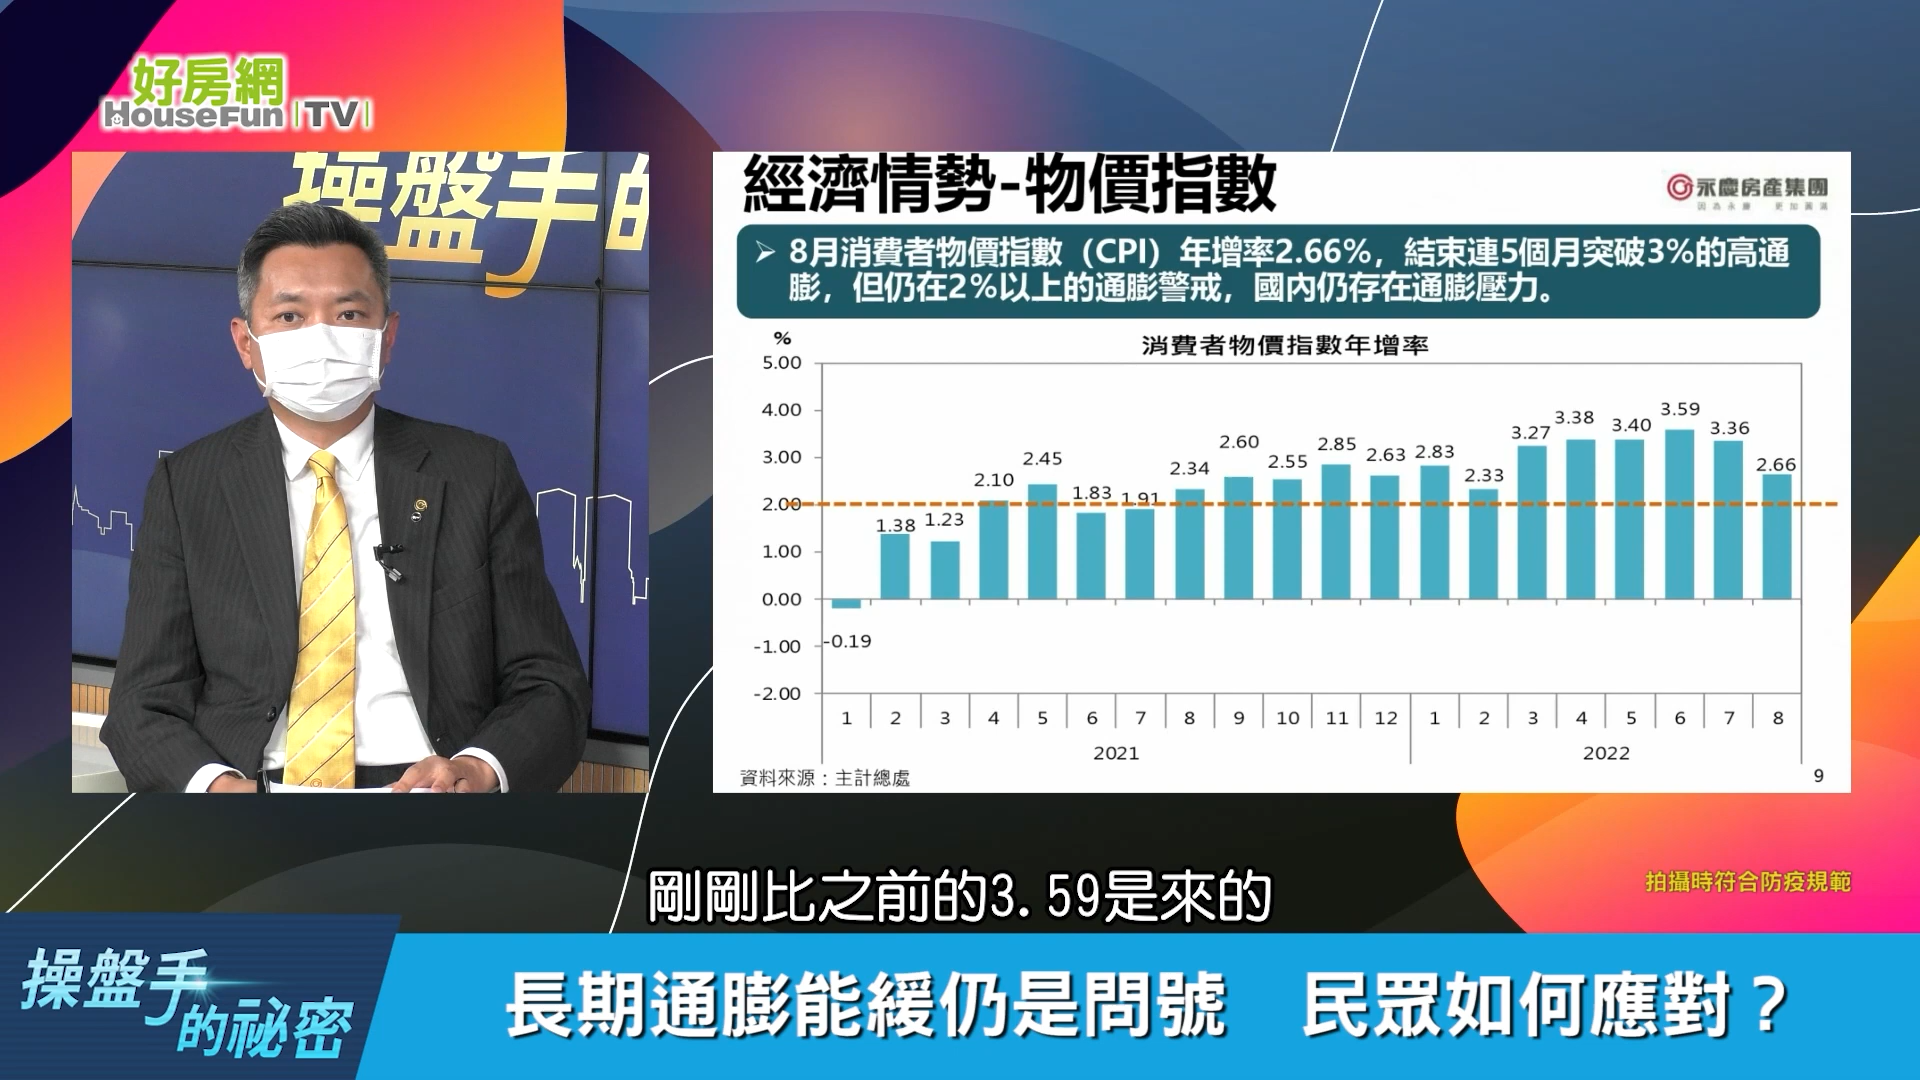 好房網
HouseFun TV
操盤手的
經濟情勢-物價指數
永慶房產集團
➢ 8月消費者物價指數（CPI）年增率2.66%，結束連5個月突破3%的高通
膨，但仍在2%以上的通膨警戒，國內仍存在通膨壓力。
%
消費者物價指數年增率
5.00
4.00
3.00
2.00
1.00
0.00
-1.00
-2.00
-0.19 1.38 1.23 2.10 2.45 1.83 1.91 2.34 2.60 2.55 2.85 2.63 2.83 2.33 3.27 3.38 3.40 3.59 3.36 2.66
1 2 3 4 5 6 7 8 9 10 11 12 1 2 3 4 5 6 7 8
2021 2022
資料來源：主計總處
9
剛剛比之前的3.59是來的
拍攝時符合防疫規範
操盤手
的祕密
長期通膨能緩仍是問號 民眾如何應對？